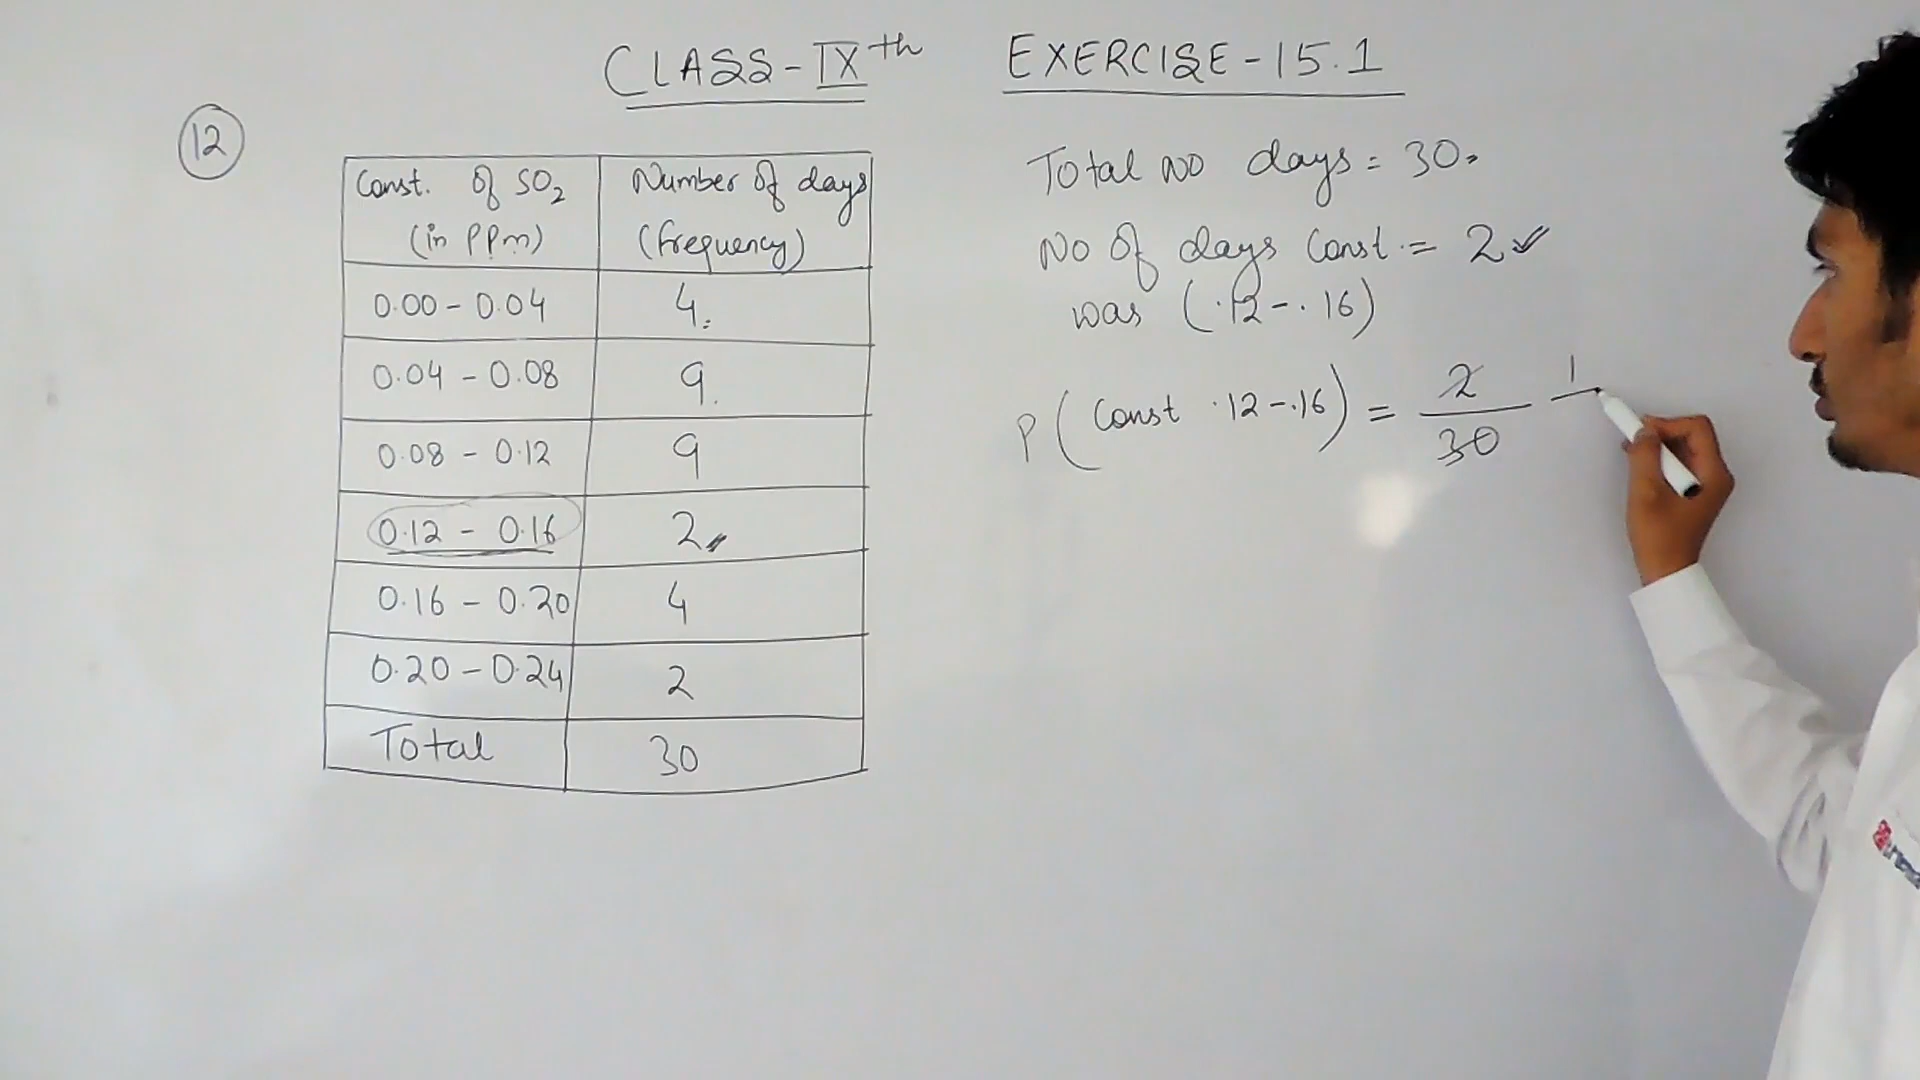 CLASS-IXth EXERCISE-15.1
12
Const. of SO2 (in PPm)
Number of days (frequency)
0.00 - 0.04 4
0.04 - 0.08 9
0.08 - 0.12 9
0.12 - 0.16 2
0.16 - 0.20 4
0.20 - 0.24 2
Total 30
Total NO days = 30
NO Of days Const. = 2
was (.12-.16)
P(Const .12-.16) = 2/30 1